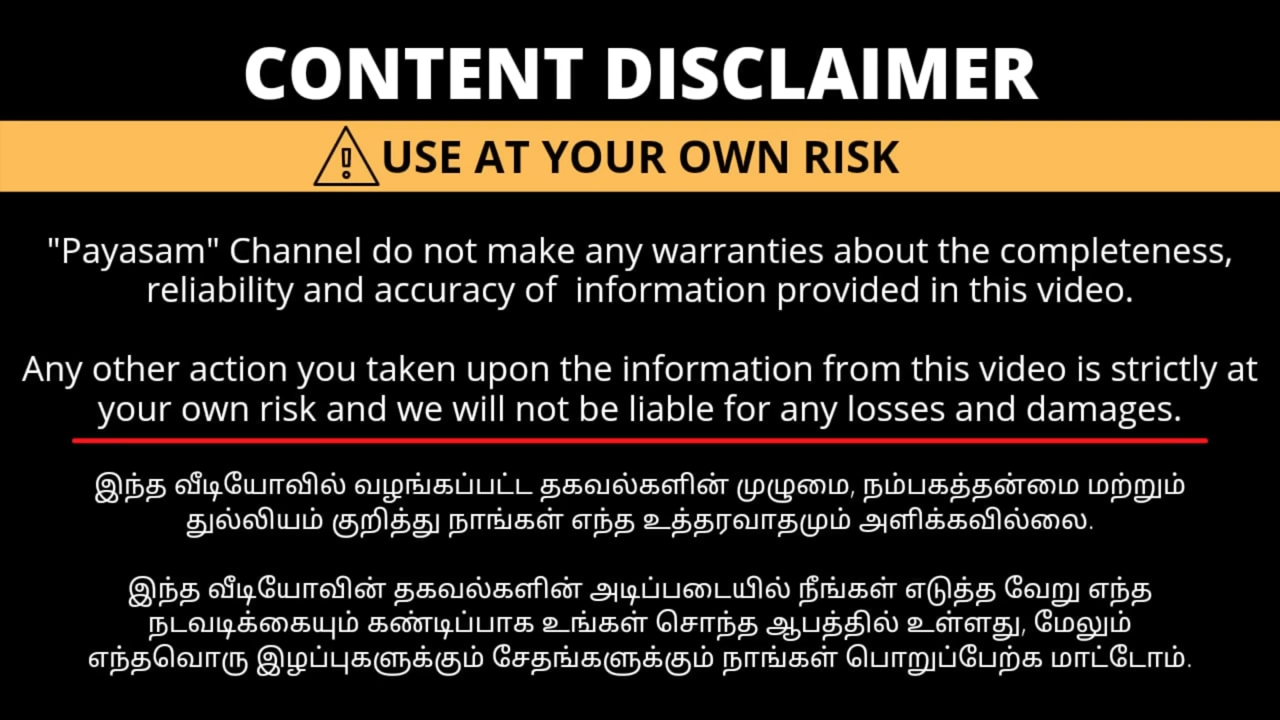 CONTENT DISCLAIMER
USE AT YOUR OWN RISK
"Payasam" Channel do not make any warranties about the completeness,
reliability and accuracy of  information provided in this video.
Any other action you taken upon the information from this video is strictly at
your own risk and we will not be liable for any losses and damages.
இந்த வீடியோவில் வழங்கப்பட்ட தகவல்களின் முழுமை, நம்பகத்தன்மை மற்றும்
துல்லியம் குறித்து நாங்கள் எந்த உத்தரவாதமும் அளிக்கவில்லை.
இந்த வீடியோவின் தகவல்களின் அடிப்படையில் நீங்கள் எடுத்த வேறு எந்த
நடவடிக்கையும் கண்டிப்பாக உங்கள் சொந்த ஆபத்தில் உள்ளது, மேலும்
எந்தவொரு இழப்புகளுக்கும் சேதங்களுக்கும் நாங்கள் பொறுப்பேற்க மாட்டோம்.